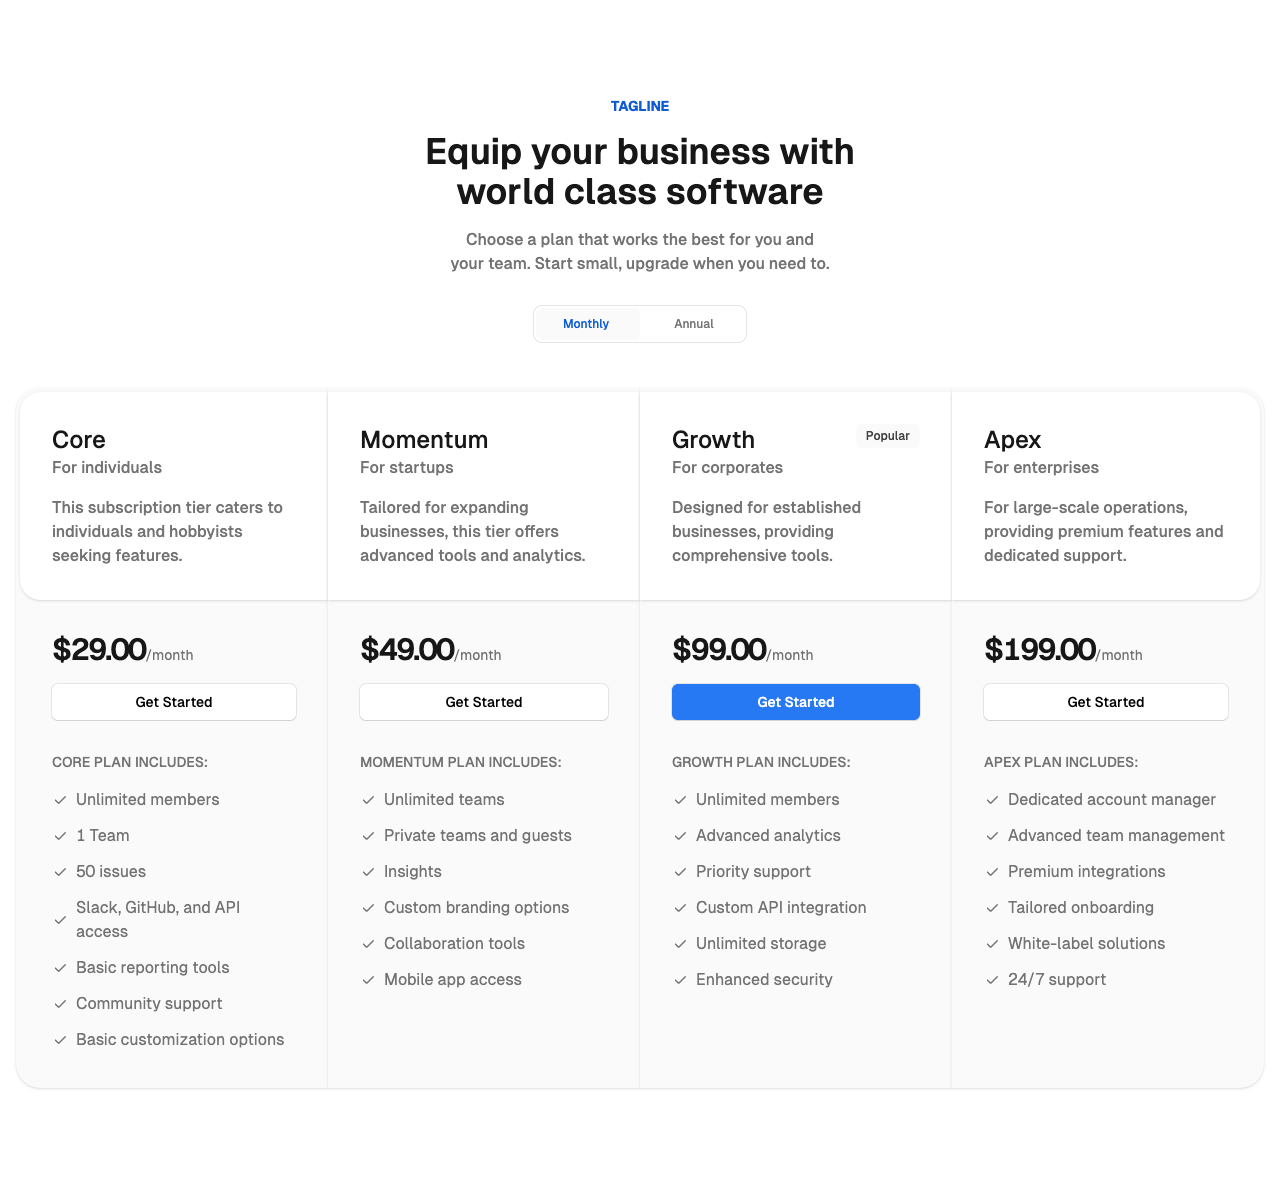 TAGLINE
Equip your business with
world class software
Choose a plan that works the best for you and
your team. Start small, upgrade when you need to.
Monthly
Annual
Core
For individuals
This subscription tier caters to
individuals and hobbyists
seeking features.
$29.00/month
Get Started
CORE PLAN INCLUDES:
Unlimited members
1 Team
50 issues
Slack, GitHub, and API
access
Basic reporting tools
Community support
Basic customization options
Momentum
For startups
Tailored for expanding
businesses, this tier offers
advanced tools and analytics.
$49.00/month
Get Started
MOMENTUM PLAN INCLUDES:
Unlimited teams
Private teams and guests
Insights
Custom branding options
Collaboration tools
Mobile app access
Growth
Popular
For corporates
Designed for established
businesses, providing
comprehensive tools.
$99.00/month
Get Started
GROWTH PLAN INCLUDES:
Unlimited members
Advanced analytics
Priority support
Custom API integration
Unlimited storage
Enhanced security
Apex
For enterprises
For large-scale operations,
providing premium features and
dedicated support.
$199.00/month
Get Started
APEX PLAN INCLUDES:
Dedicated account manager
Advanced team management
Premium integrations
Tailored onboarding
White-label solutions
24/7 support